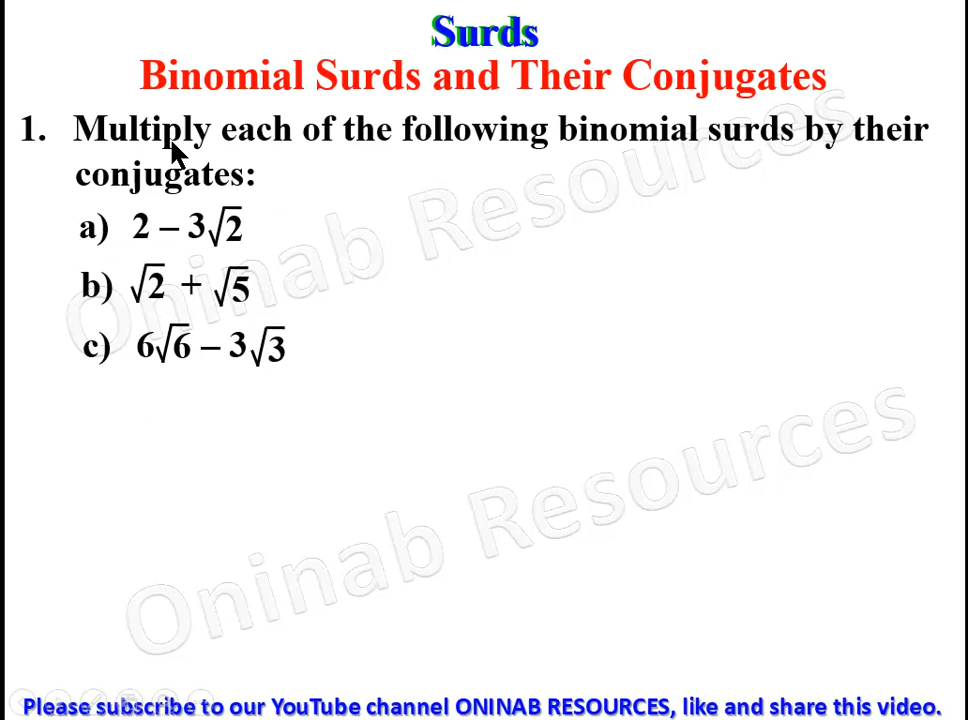 Surds
Binomial Surds and Their Conjugates
1. Multiply each of the following binomial surds by their
conjugates:
a) 2 – 3√2
b) √2 + √5
c) 6√6 – 3√3
Oninab Resources
Oninab Resources
Please subscribe to our YouTube channel ONINAB RESOURCES, like and share this video.